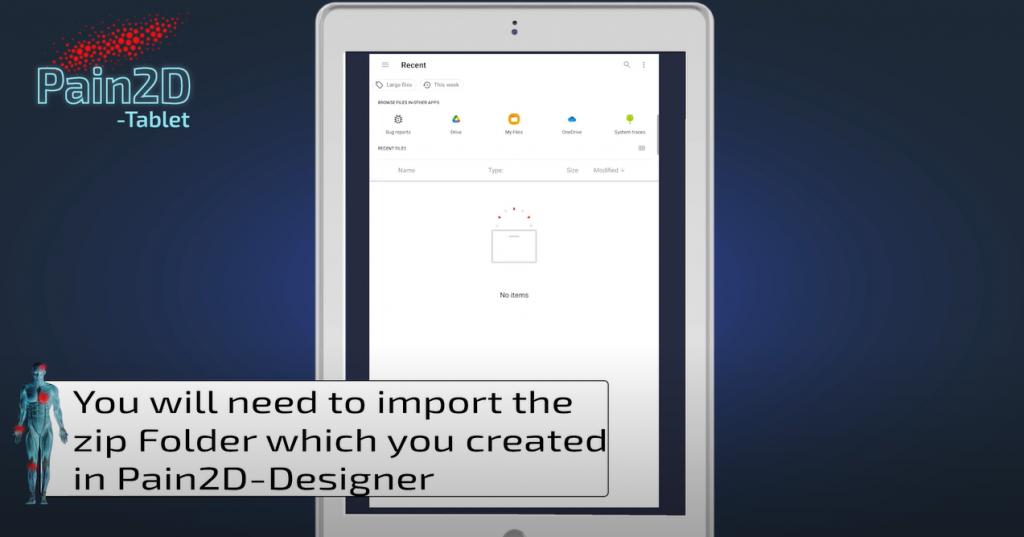 Pain2D
-Tablet
Recent
Large files
This week
BROWSE FILES IN OTHER APPS
Bug reports
Drive
My Files
OneDrive
System traces
RECENT FILES
Name
Type:
Size
Modified ↓
No items
You will need to import the
zip Folder which you created
in Pain2D-Designer